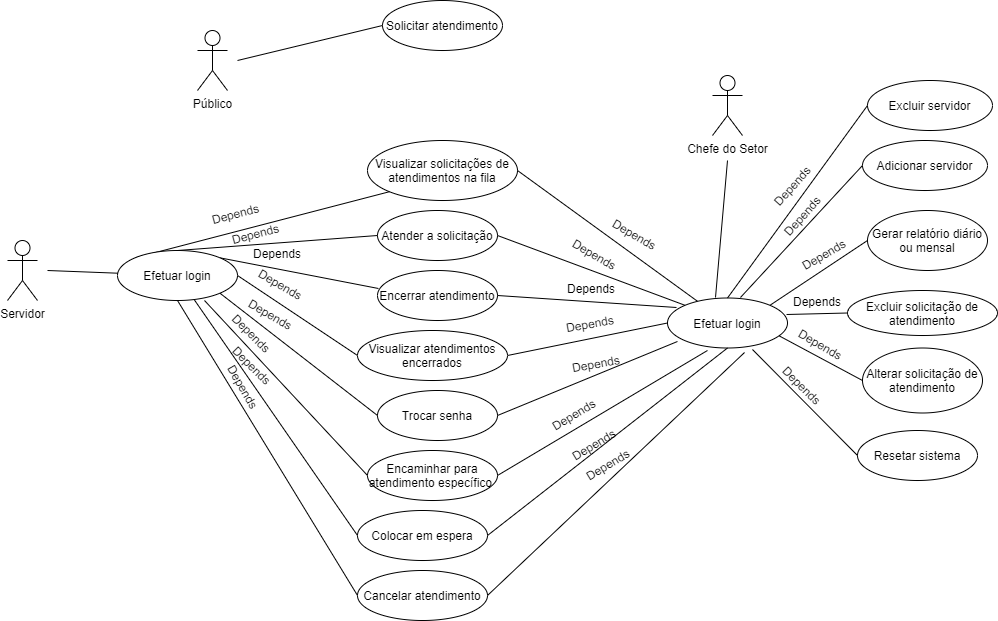 Solicitar atendimento
Público
Chefe do Setor
Servidor
Efetuar login
Depends
Depends
Depends
Depends
Depends
Depends
Depends
Depends
Visualizar solicitações de
atendimentos na fila
Atender a solicitação
Encerrar atendimento
Visualizar atendimentos
encerrados
Trocar senha
Encaminhar para
atendimento específico
Colocar em espera
Cancelar atendimento
Depends
Depends
Depends
Depends
Depends
Depends
Depends
Depends
Efetuar login
Depends
Depends
Depends
Depends
Depends
Depends
Excluir servidor
Adicionar servidor
Gerar relatório diário
ou mensal
Excluir solicitação de
atendimento
Alterar solicitação de
atendimento
Resetar sistema